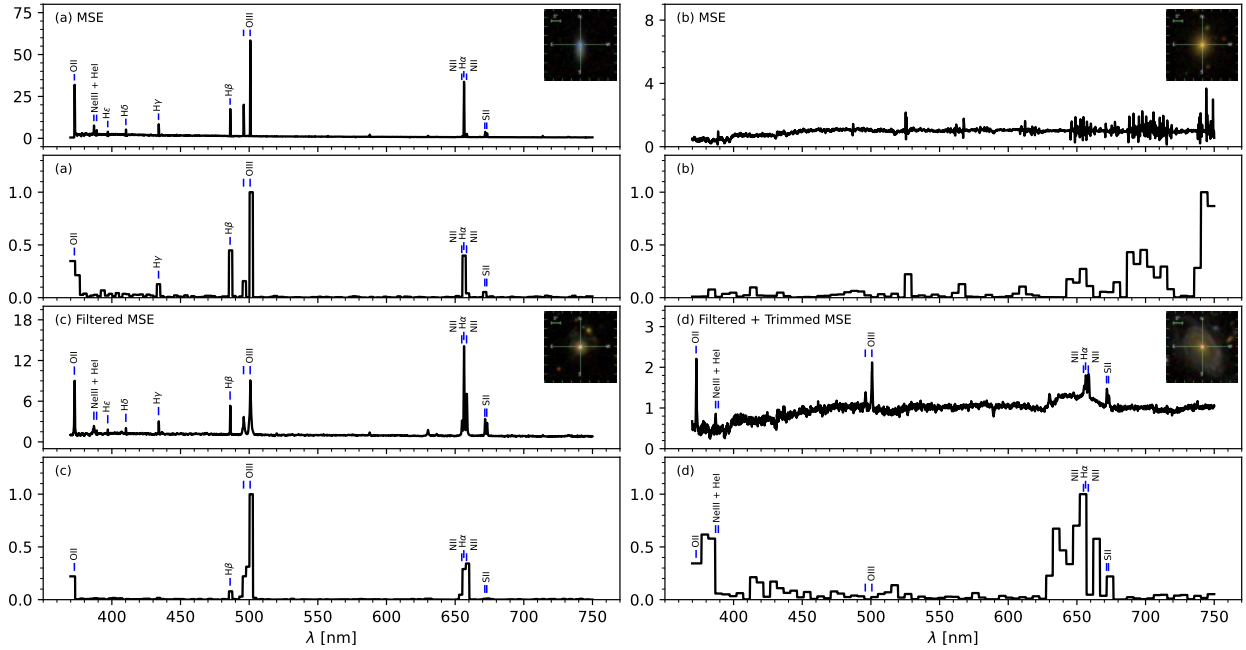 (a) MSE
OII
NeIII + HeI
Hε
Hδ
Hγ
Hβ
OIII
NII
Hα
NII
SII
75
50
25
0
(b) MSE
8
4
0
(a)
OII
Hγ
Hβ
OIII
NII
Hα
NII
SII
1.0
0.5
0.0
(b)
1.0
0.5
0.0
(c) Filtered MSE
OII
NeIII + HeI
Hε
Hδ
Hγ
Hβ
OIII
NII
Hα
NII
SII
18
12
6
0
(d) Filtered + Trimmed MSE
OII
NeIII + HeI
OIII
NII
Hα
NII
SII
3
2
1
0
(c)
OII
Hβ
OIII
NII
Hα
NII
SII
1.0
0.5
0.0
400 450 500 550 600 650 700 750
λ [nm]
(d)
OII
NeIII + HeI
OIII
NII
Hα
NII
SII
1.0
0.5
0.0
400 450 500 550 600 650 700 750
λ [nm]